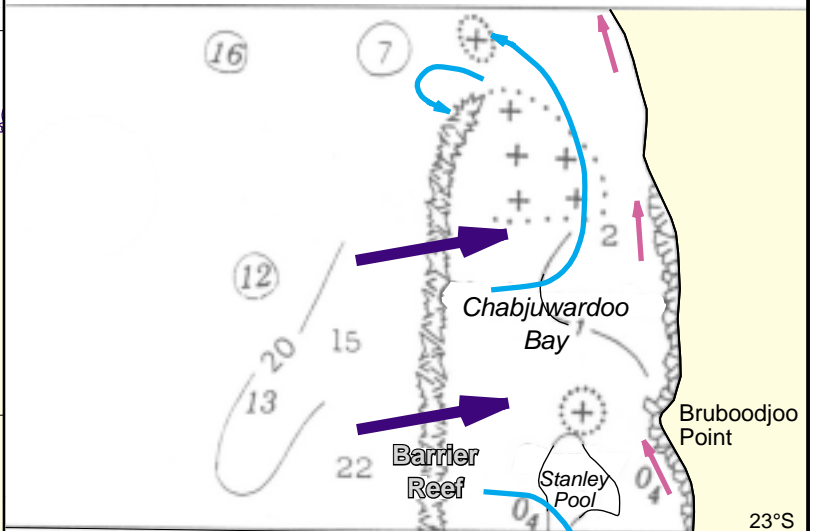 16
7
2
12
Chabjuwardoo
Bay
1
20
15
13
Bruboodjoo
Point
22
Barrier
Reef
Stanley
Pool
0₄
0₄
23°S